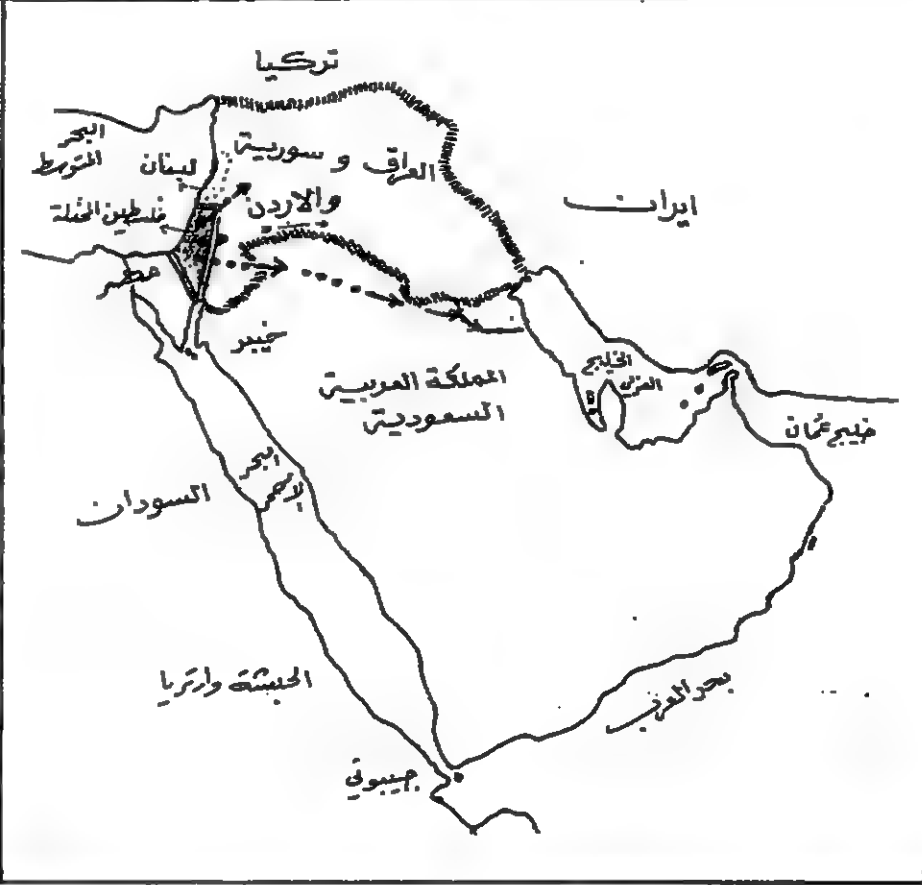 تركيا
البحر
المتوسط
لبنان
العراق و سورية
والاردن
فلسطين المحتلة
ايران
مصر
خيبر
المملكة العربية
السعودية
الخليج
العربي
خليج عُمان
البحر
الاحمر
السودان
الحبشة وارتريا
بحر العرب
جيبوتي